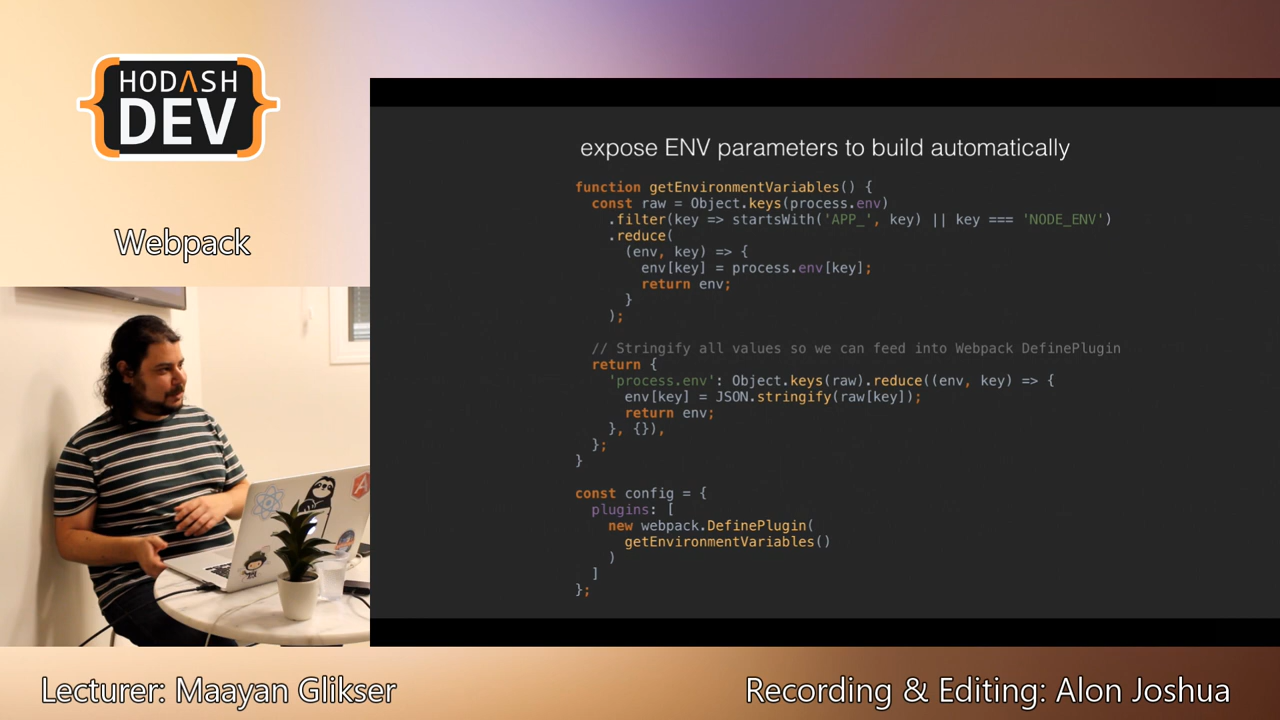 HODASH
DEV
Webpack
expose ENV parameters to build automatically
function getEnvironmentVariables() {
  const raw = Object.keys(process.env)
    .filter(key => startsWith('APP_', key) || key === 'NODE_ENV')
    .reduce(
      (env, key) => {
        env[key] = process.env[key];
        return env;
      }
    );
  // Stringify all values so we can feed into Webpack DefinePlugin
  return {
    'process.env': Object.keys(raw).reduce((env, key) => {
      env[key] = JSON.stringify(raw[key]);
      return env;
    }, {}),
  };
}
const config = {
  plugins: [
    new webpack.DefinePlugin(
      getEnvironmentVariables()
    )
  ]
};
Lecturer: Maayan Glikser
Recording & Editing: Alon Joshua